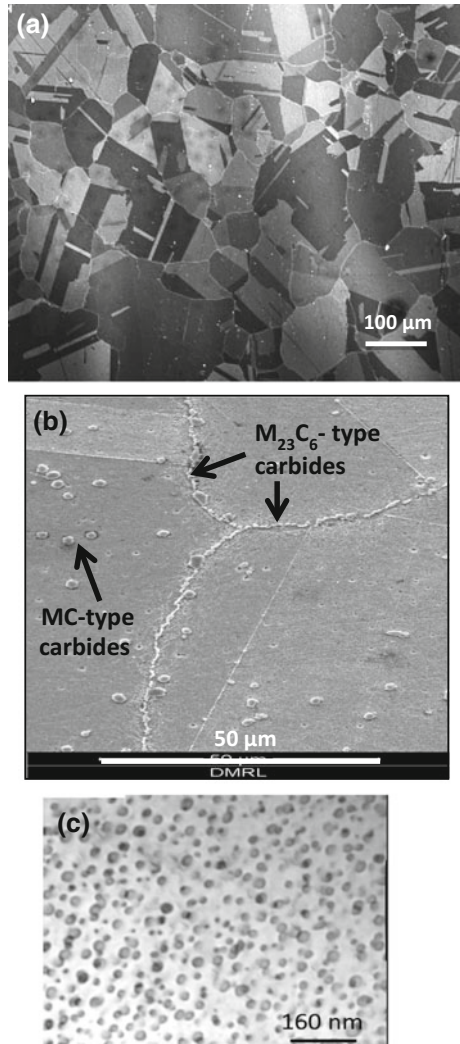 (a)
100 µm
(b)
M₂₃C₆- type
carbides
MC-type
carbides
50 µm
DMRL
(c)
160 nm